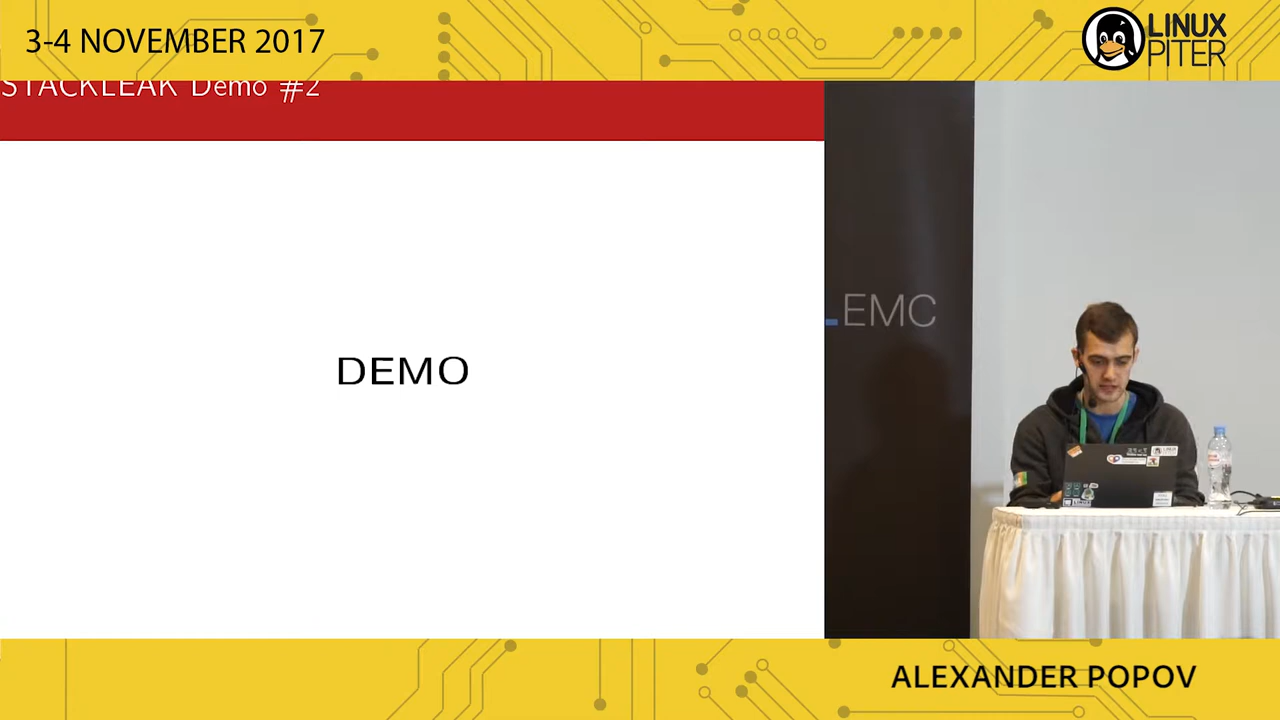 3-4 NOVEMBER 2017
LINUX
PITER
STACKLEAK Demo #2
DEMO
EMC
ALEXANDER POPOV